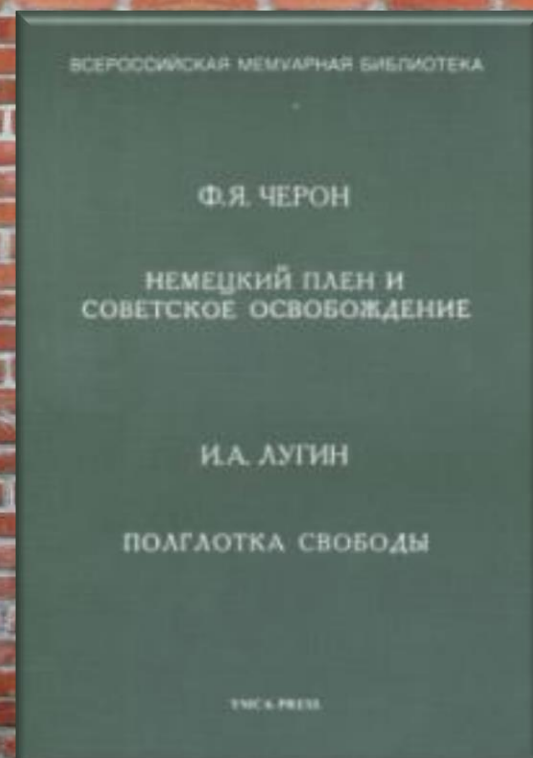 ВСЕРОССИЙСКАЯ МЕМУАРНАЯ БИБЛИОТЕКА
Ф.Я. ЧЕРОН
НЕМЕЦКИЙ ПЛЕН И
СОВЕТСКОЕ ОСВОБОЖДЕНИЕ
И.А. ЛУГИН
ПОЛГЛОТКА СВОБОДЫ
YMCA-PRESS